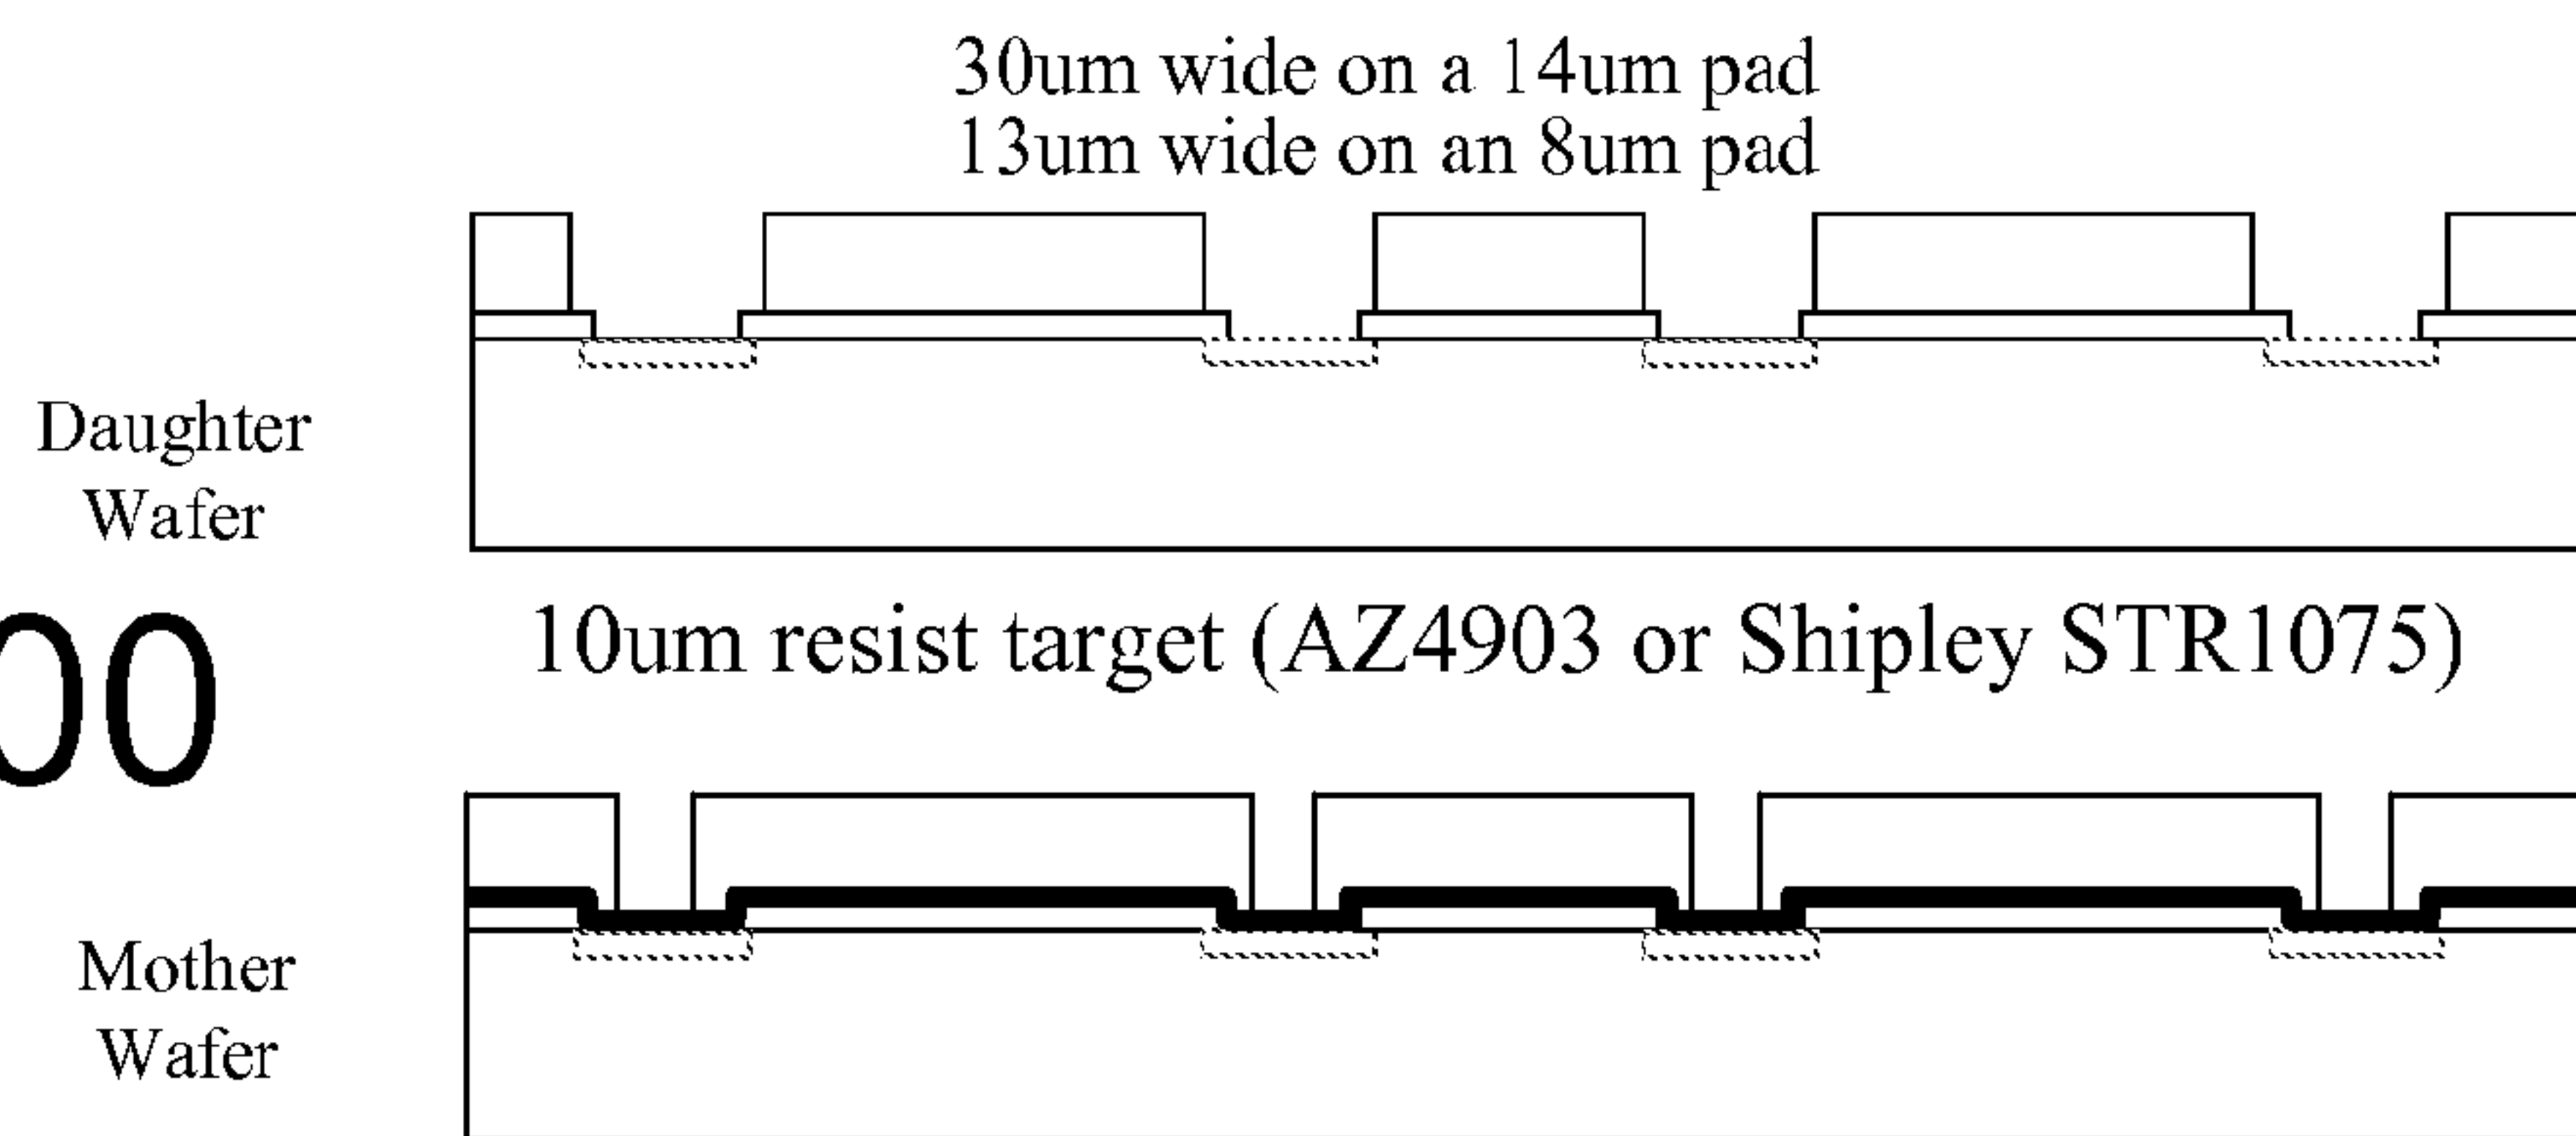 30um wide on a 14um pad
13um wide on an 8um pad
Daughter
Wafer
10um resist target (AZ4903 or Shipley STR1075)
00
Mother
Wafer